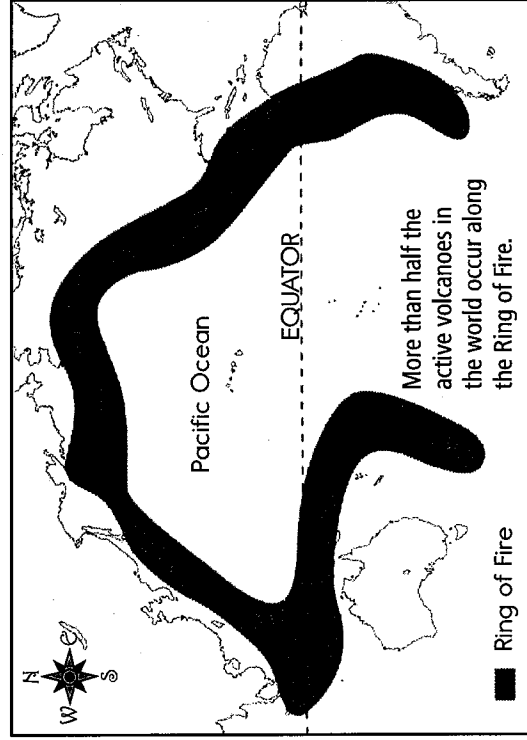 N
W
E
S
Pacific Ocean
EQUATOR
More than half the
active volcanoes in
the world occur along
the Ring of Fire.
Ring of Fire